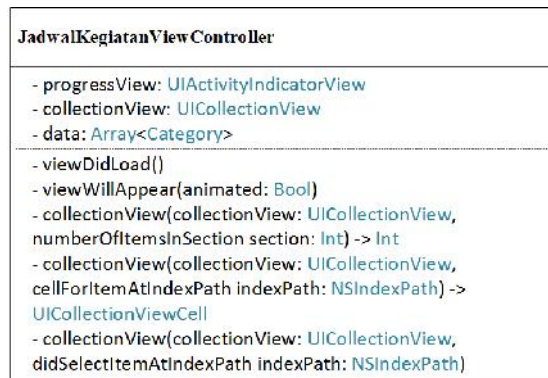 JadwalKegiatanViewController
- progressView: UIActivityIndicatorView
- collectionView: UICollectionView
- data: Array<Category>
- viewDidLoad()
- viewWillAppear(animated: Bool)
- collectionView(collectionView: UICollectionView,
numberOfItemsInSection section: Int) -> Int
- collectionView(collectionView: UICollectionView,
cellForItemAtIndexPath indexPath: NSIndexPath) ->
UICollectionViewCell
- collectionView(collectionView: UICollectionView,
didSelectItemAtIndexPath indexPath: NSIndexPath)